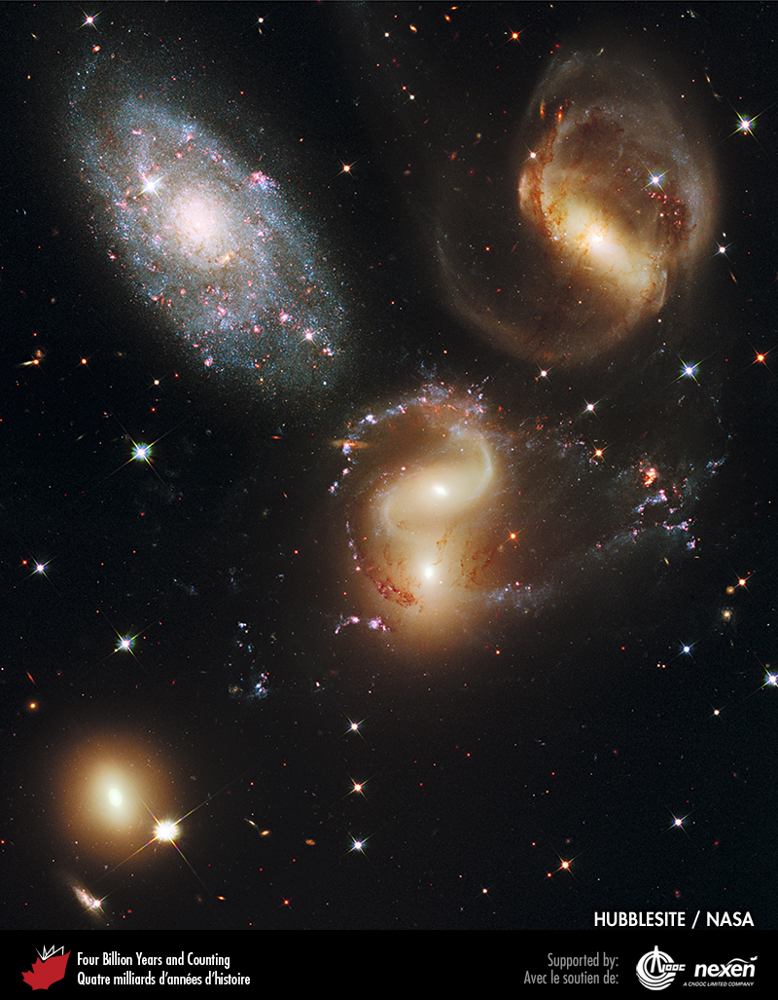 HUBBLESITE / NASA
Four Billion Years and Counting
Quatre milliards d'années d'histoire
Supported by:
Avec le soutien de:
CNOOC
nexen
A CNOOC LIMITED COMPANY